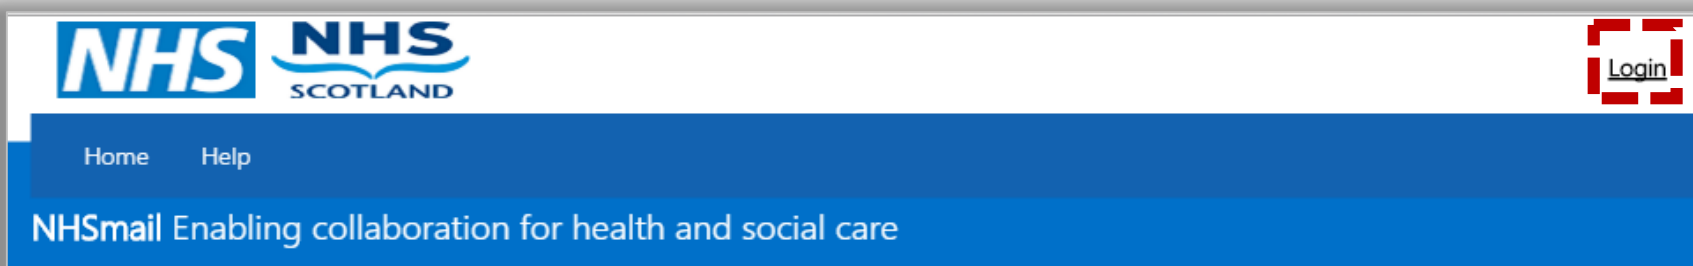 NHS NHS
SCOTLAND
Login
Home Help
NHSmail Enabling collaboration for health and social care